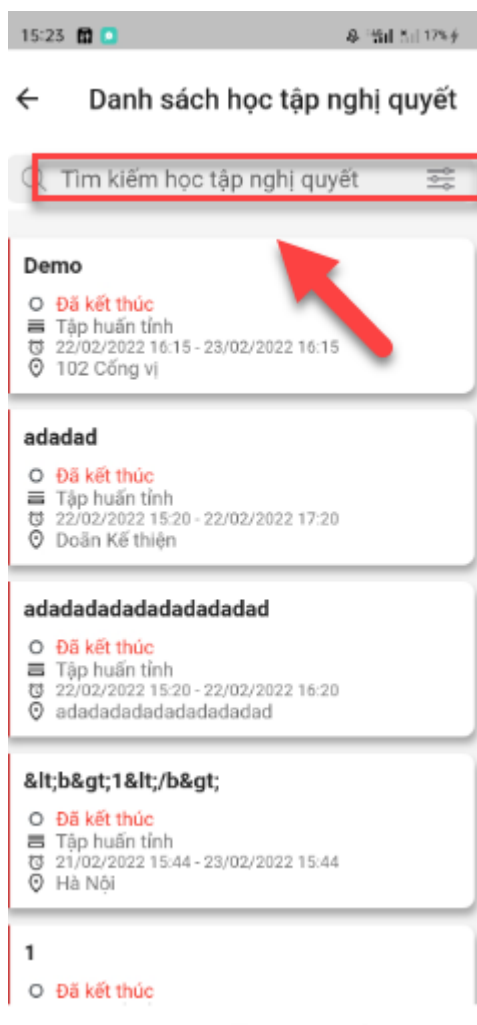 15:23
17%
Danh sách học tập nghị quyết
Tìm kiếm học tập nghị quyết
Demo
Đã kết thúc
Tập huấn tỉnh
22/02/2022 16:15 - 23/02/2022 16:15
102 Cống vị
adadad
Đã kết thúc
Tập huấn tỉnh
22/02/2022 15:20 - 22/02/2022 17:20
Doãn Kế thiện
adadadadadadadadadad
Đã kết thúc
Tập huấn tỉnh
22/02/2022 15:20 - 22/02/2022 16:20
adadadadadadadadadad
&lt;b&gt;1&lt;/b&gt;
Đã kết thúc
Tập huấn tỉnh
21/02/2022 15:44 - 23/02/2022 15:44
Hà Nội
1
Đã kết thúc